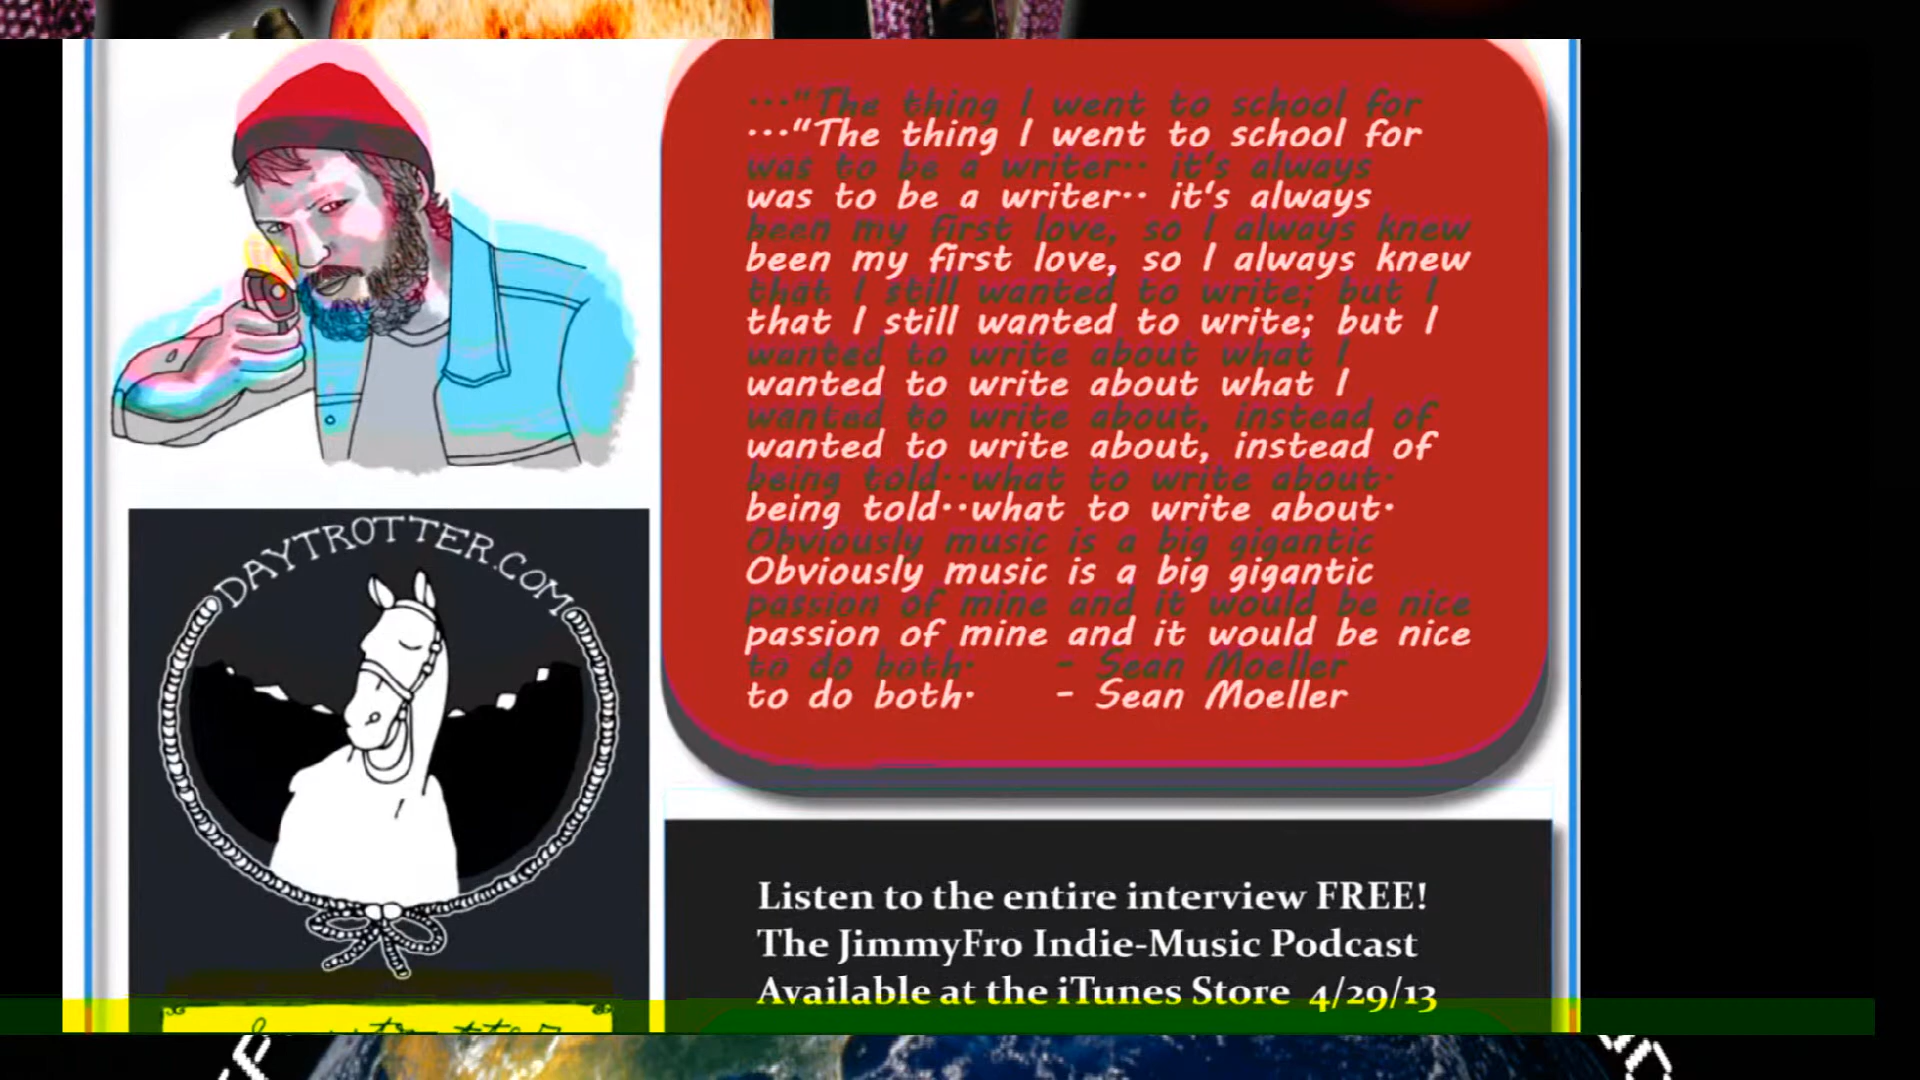 ..."The thing I went to school for
was to be a writer·· it's always
been my first love, so I always knew
that I still wanted to write; but I
wanted to write about what I
wanted to write about, instead of
being told··what to write about·
Obviously music is a big gigantic
passion of mine and it would be nice
to do both· - Sean Moeller
DAYTROTTER.COM
Listen to the entire interview FREE!
The JimmyFro Indie-Music Podcast
Available at the iTunes Store 4/29/13